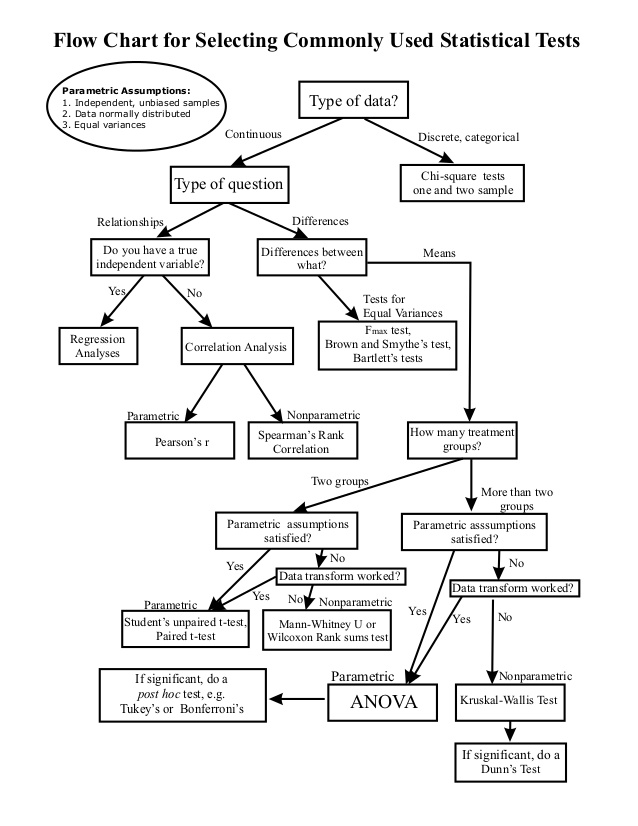 Flow Chart for Selecting Commonly Used Statistical Tests
Parametric Assumptions:
1. Independent, unbiased samples
2. Data normally distributed
3. Equal variances
Type of data?
Continuous
Discrete, categorical
Type of question
Chi-square tests
one and two sample
Relationships
Differences
Do you have a true
independent variable?
Differences between
what?
Means
Yes
No
Tests for
Equal Variances
Regression
Analyses
Correlation Analysis
Fmax test,
Brown and Smythe's test,
Bartlett's tests
Parametric
Nonparametric
Pearson's r
Spearman's Rank
Correlation
How many treatment
groups?
Two groups
More than two
groups
Parametric assumptions
satisfied?
Parametric asssumptions
satisfied?
Yes
No
No
Data transform worked?
Data transform worked?
Yes
No
Parametric
Nonparametric
Student's unpaired t-test,
Paired t-test
Mann-Whitney U or
Wilcoxon Rank sums test
Yes
Yes
No
If significant, do a
post hoc test, e.g.
Tukey's or Bonferroni's
Parametric
ANOVA
Nonparametric
Kruskal-Wallis Test
If significant, do a
Dunn's Test